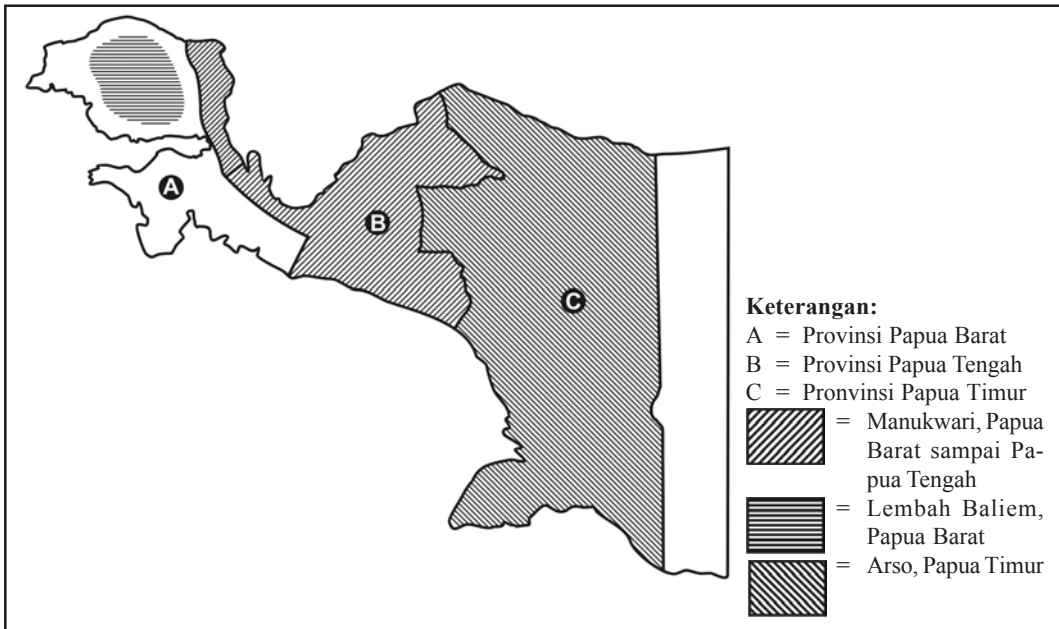 A
B
C
Keterangan:
A = Provinsi Papua Barat
B = Provinsi Papua Tengah
C = Pronvinsi Papua Timur
= Manukwari, Papua
Barat sampai Pa-
pua Tengah
= Lembah Baliem,
Papua Barat
= Arso, Papua Timur